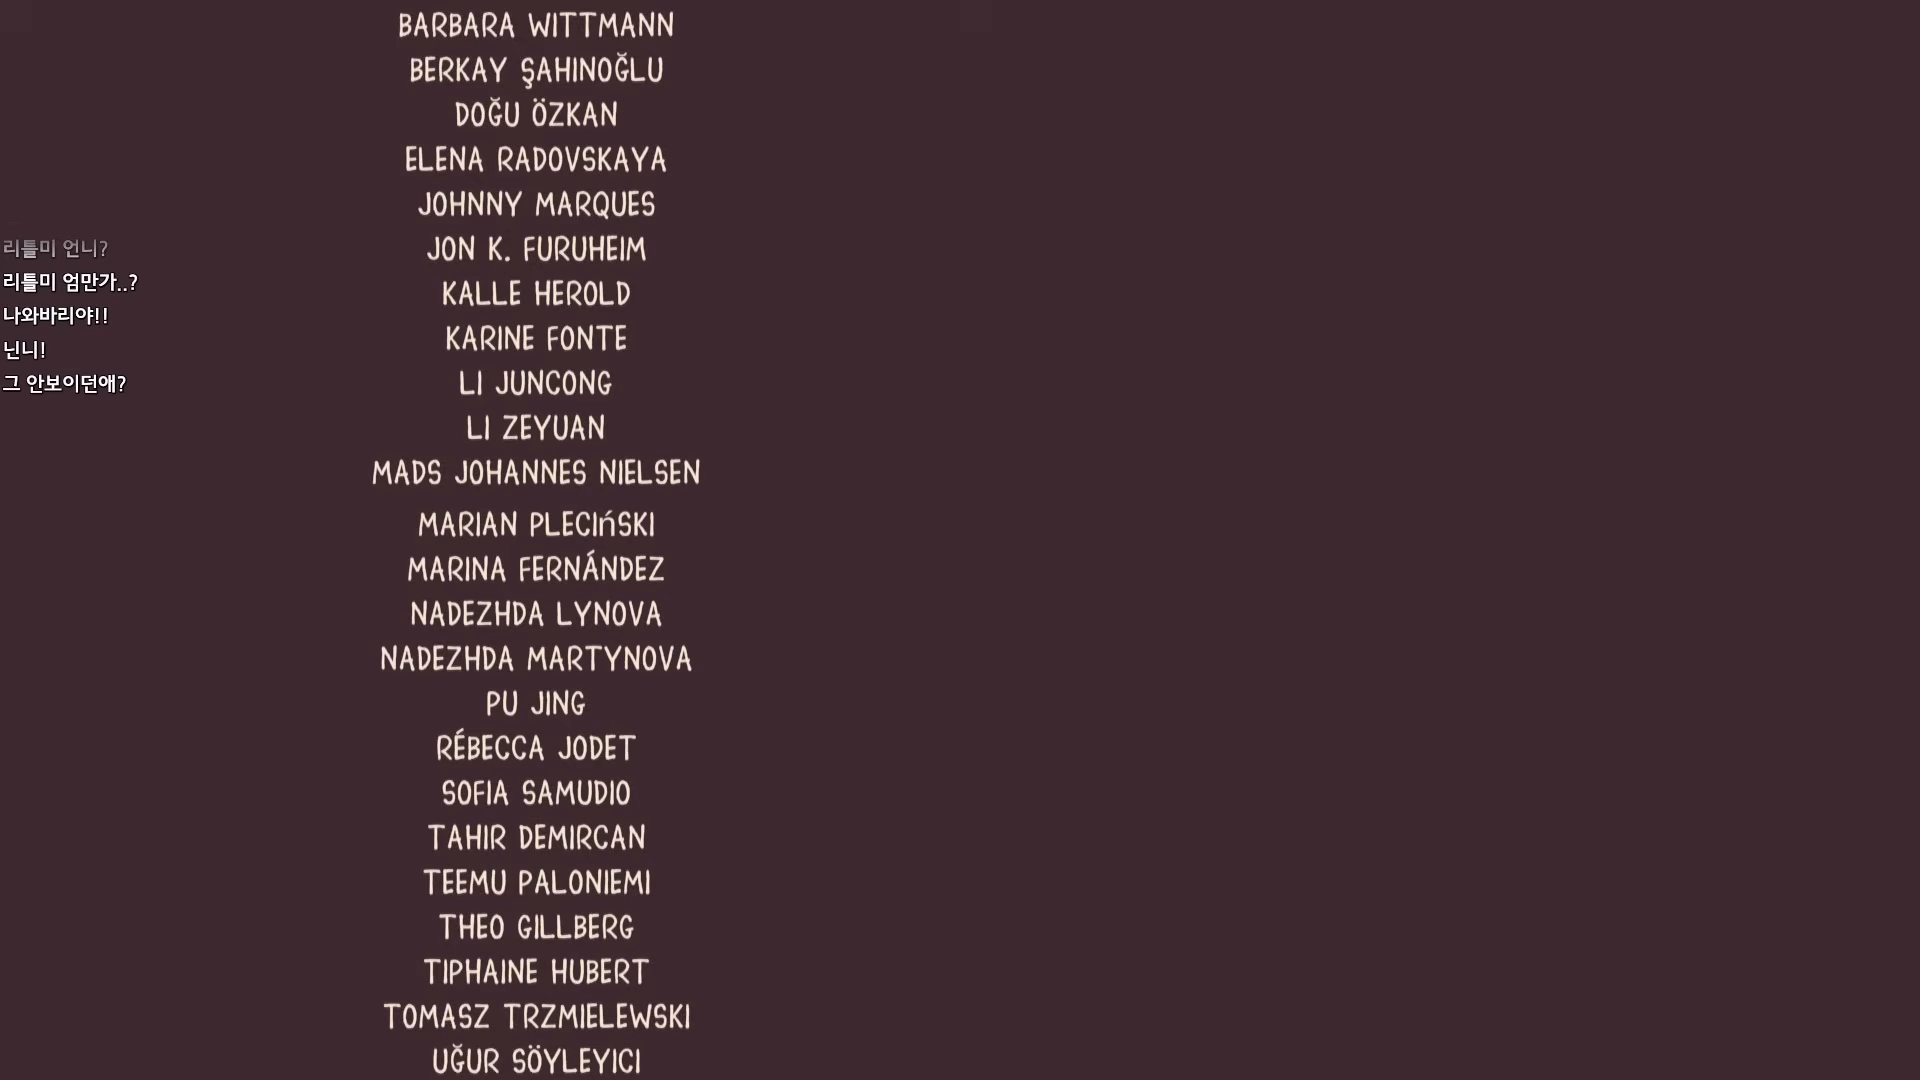 BARBARA WITTMANN
BERKAY ŞAHINOĞLU
DOĞU ÖZKAN
ELENA RADOVSKAYA
JOHNNY MARQUES
JON K. FURUHEIM
KALLE HEROLD
KARINE FONTE
LI JUNCONG
LI ZEYUAN
MADS JOHANNES NIELSEN
MARIAN PLECIńSKI
MARINA FERNÁNDEZ
NADEZHDA LYNOVA
NADEZHDA MARTYNOVA
PU JING
RÉBECCA JODET
SOFIA SAMUDIO
TAHIR DEMIRCAN
TEEMU PALONIEMI
THEO GILLBERG
TIPHAINE HUBERT
TOMASZ TRZMIELEWSKI
UĞUR SÖYLEYICI
리틀미 언니?
리틀미 엄만가..?
나와바리야!!
닌니!
그 안보이던애?